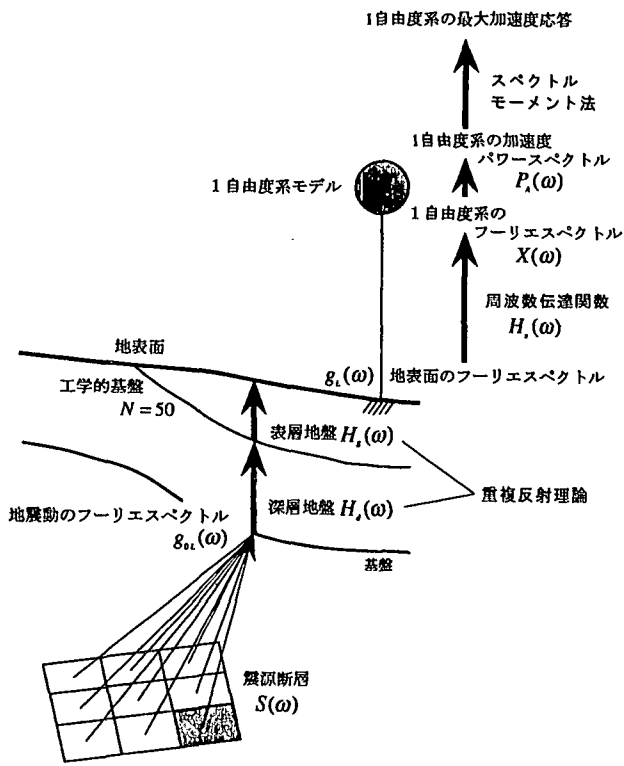 1自由度系の最大加速度応答
スペクトル
モーメント法
1自由度系の加速度
パワースペクトル
P_A(ω)
1自由度系モデル
1自由度系の
フーリエスペクトル
X(ω)
周波数伝達関数
H_s(ω)
地表面
g_L(ω)
地表面のフーリエスペクトル
工学的基盤
N=50
表層地盤 H_s(ω)
重複反射理論
深層地盤 H_d(ω)
地震動のフーリエスペクトル
g_0L(ω)
基盤
震源断層
S(ω)